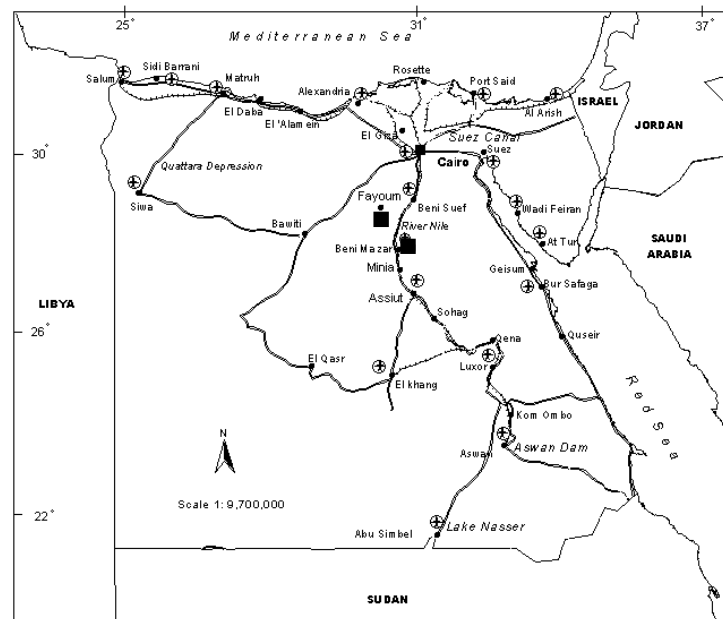 25°
31°
37°
Mediterranean Sea
Sidi Barrani
Salum
Matruh
Rosette
Alexandria
Port Said
El Daba
El 'Alamein
El Giza
Al Arish
ISRAEL
Suez Canal
JORDAN
30°
Cairo
Suez
Quattara Depression
Siwa
Fayoum
Beni Suef
Wadi Feiran
Bawiti
River Nile
Beni Mazar
At Tur
SAUDI
ARABIA
Minia
Geisum
LIBYA
Assiut
Bur Safaga
26°
Sohag
Qena
Quseir
El Qasr
Luxor
El khang
Red Sea
Kom Ombo
N
Aswan
Aswan Dam
Scale 1: 9,700,000
22°
Abu Simbel
Lake Nasser
SUDAN